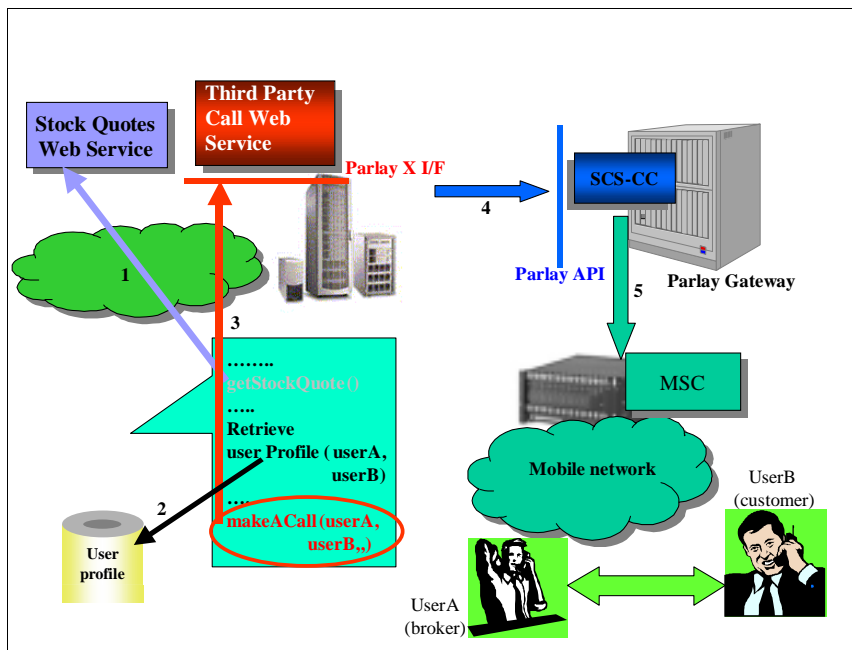 Third Party
Call Web
Service
Stock Quotes
Web Service
Parlay X I/F
SCS-CC
4
Parlay API
Parlay Gateway
1
5
3
……..
getStockQuote()
…..
Retrieve
user Profile (userA,
userB)
….
makeACall(userA,
userB,,)
2
User
profile
MSC
Mobile network
UserB
(customer)
UserA
(broker)